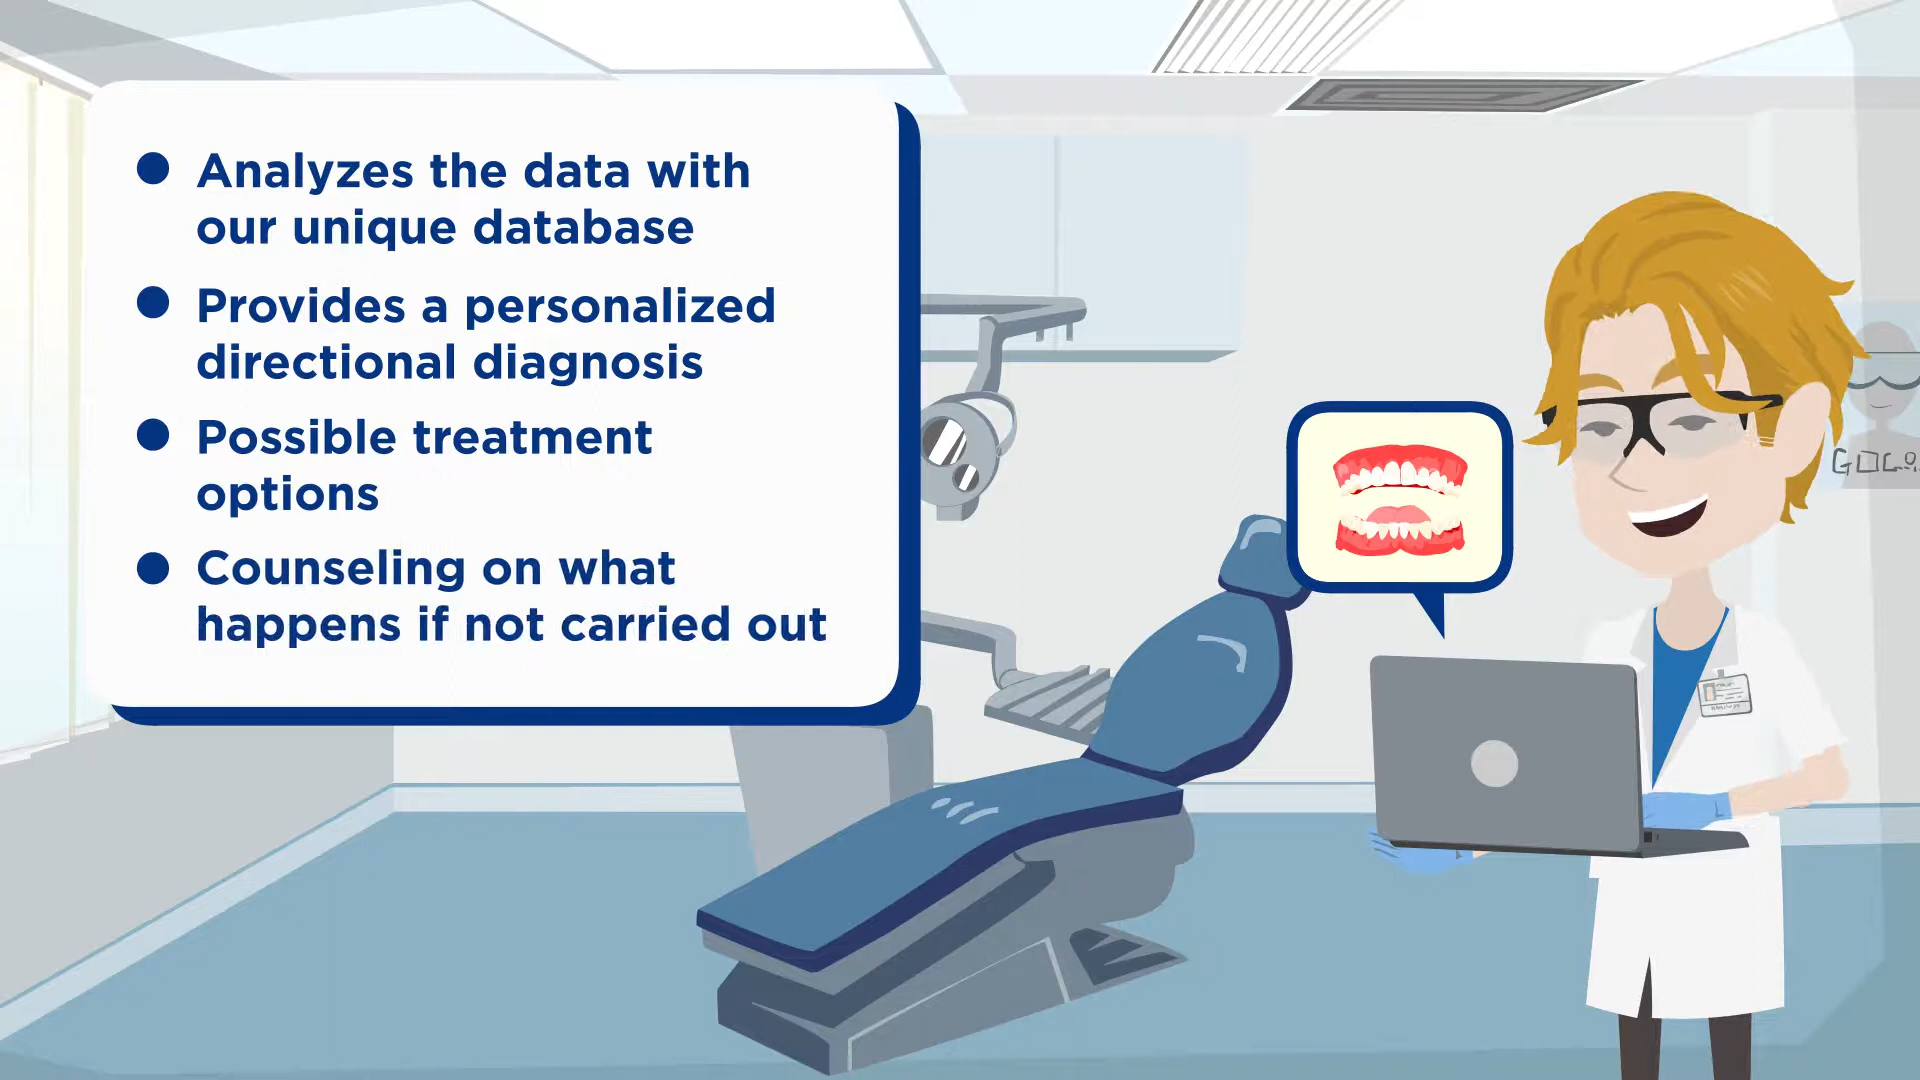 Analyzes the data with
our unique database
Provides a personalized
directional diagnosis
Possible treatment
options
Counseling on what
happens if not carried out